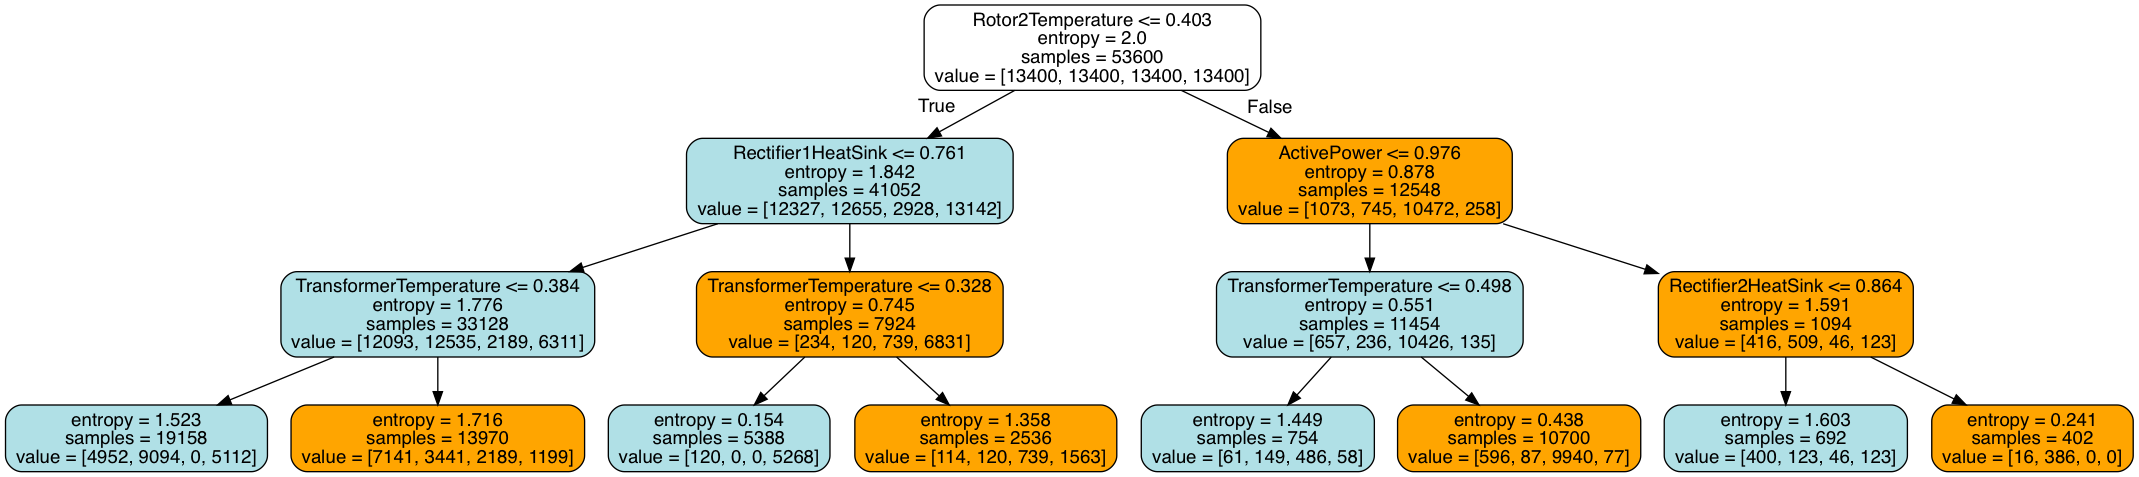 Rotor2Temperature <= 0.403
entropy = 2.0
samples = 53600
value = [13400, 13400, 13400, 13400]
True
False
Rectifier1HeatSink <= 0.761
entropy = 1.842
samples = 41052
value = [12327, 12655, 2928, 13142]
ActivePower <= 0.976
entropy = 0.878
samples = 12548
value = [1073, 745, 10472, 258]
TransformerTemperature <= 0.384
entropy = 1.776
samples = 33128
value = [12093, 12535, 2189, 6311]
TransformerTemperature <= 0.328
entropy = 0.745
samples = 7924
value = [234, 120, 739, 6831]
TransformerTemperature <= 0.498
entropy = 0.551
samples = 11454
value = [657, 236, 10426, 135]
Rectifier2HeatSink <= 0.864
entropy = 1.591
samples = 1094
value = [416, 509, 46, 123]
entropy = 1.523
samples = 19158
value = [4952, 9094, 0, 5112]
entropy = 1.716
samples = 13970
value = [7141, 3441, 2189, 1199]
entropy = 0.154
samples = 5388
value = [120, 0, 0, 5268]
entropy = 1.358
samples = 2536
value = [114, 120, 739, 1563]
entropy = 1.449
samples = 754
value = [61, 149, 486, 58]
entropy = 0.438
samples = 10700
value = [596, 87, 9940, 77]
entropy = 1.603
samples = 692
value = [400, 123, 46, 123]
entropy = 0.241
samples = 402
value = [16, 386, 0, 0]